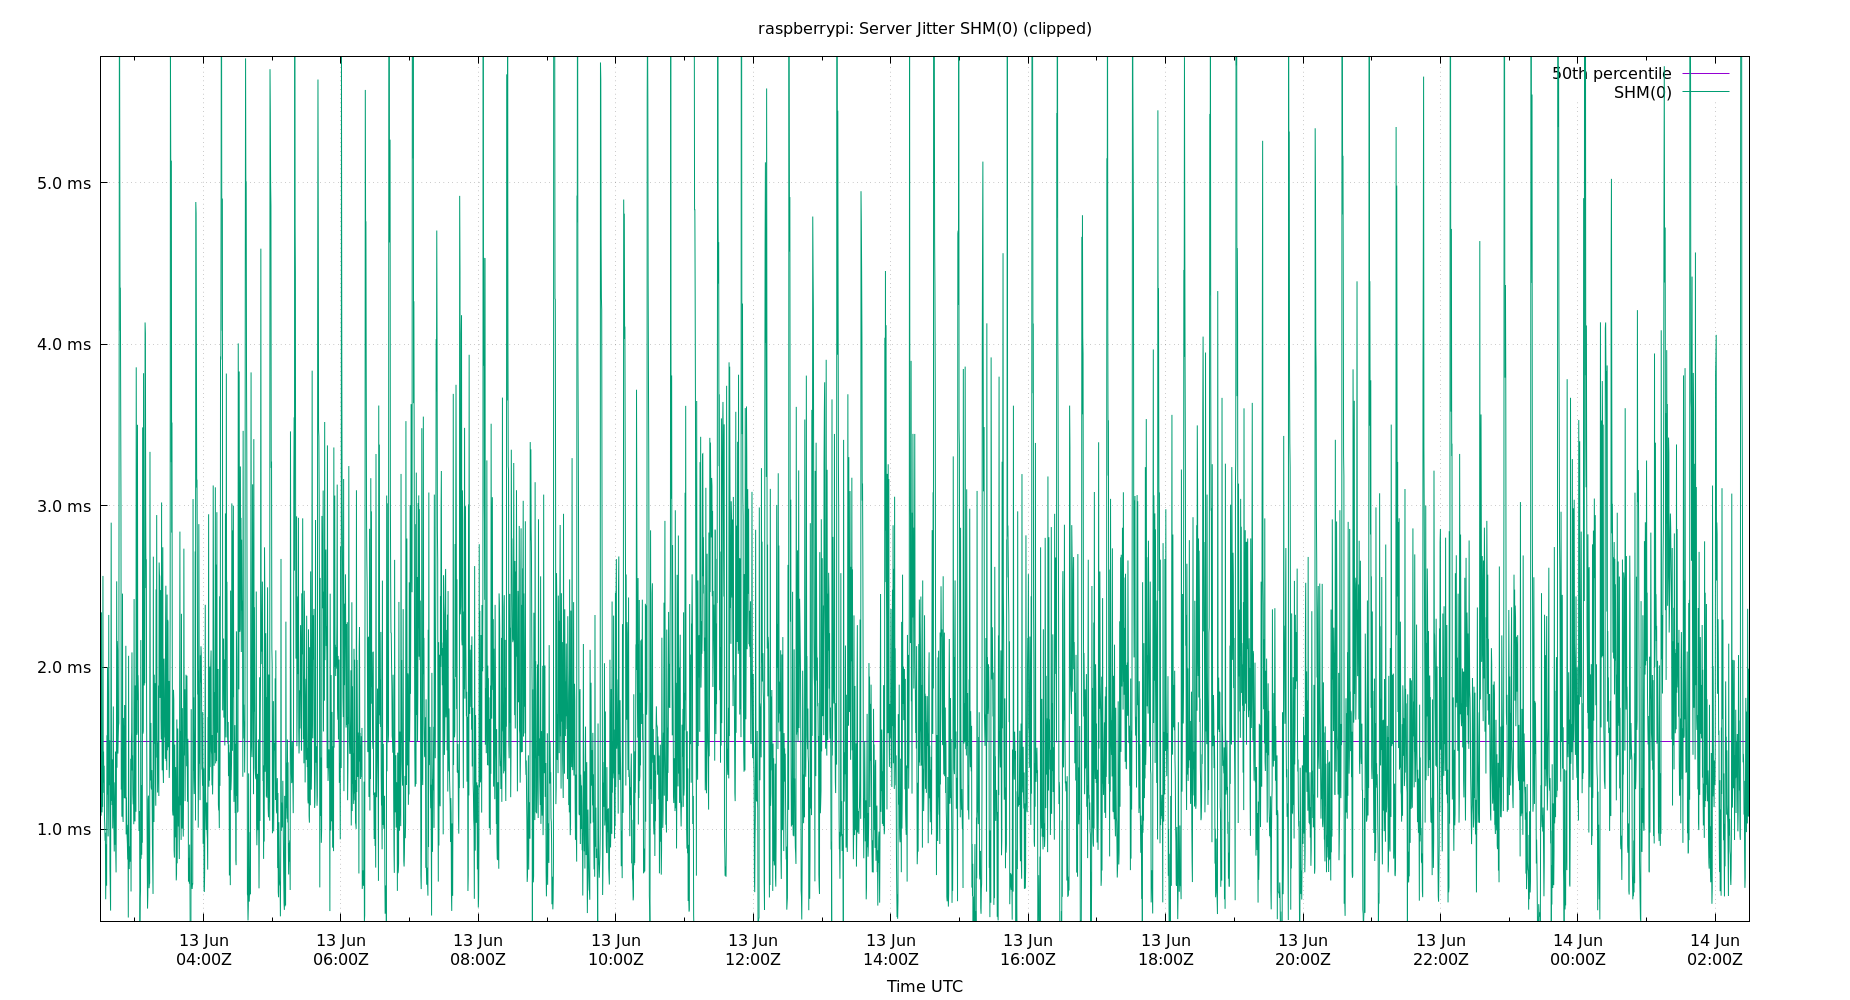 raspberrypi: Server Jitter SHM(0) (clipped)
50th percentile
SHM(0)
5.0 ms
4.0 ms
3.0 ms
2.0 ms
1.0 ms
13 Jun 13 Jun 13 Jun 13 Jun 13 Jun 13 Jun 13 Jun 13 Jun 13 Jun 13 Jun 14 Jun 14 Jun
04:00Z 06:00Z 08:00Z 10:00Z 12:00Z 14:00Z 16:00Z 18:00Z 20:00Z 22:00Z 00:00Z 02:00Z
Time UTC